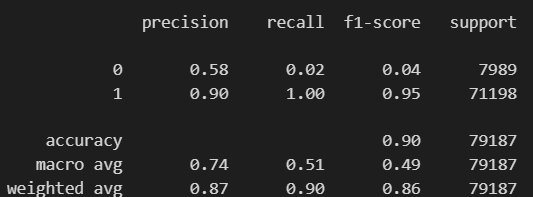 precision recall f1-score support
0 0.58 0.02 0.04 7989
1 0.90 1.00 0.95 71198
accuracy 0.90 79187
macro avg 0.74 0.51 0.49 79187
weighted avg 0.87 0.90 0.86 79187